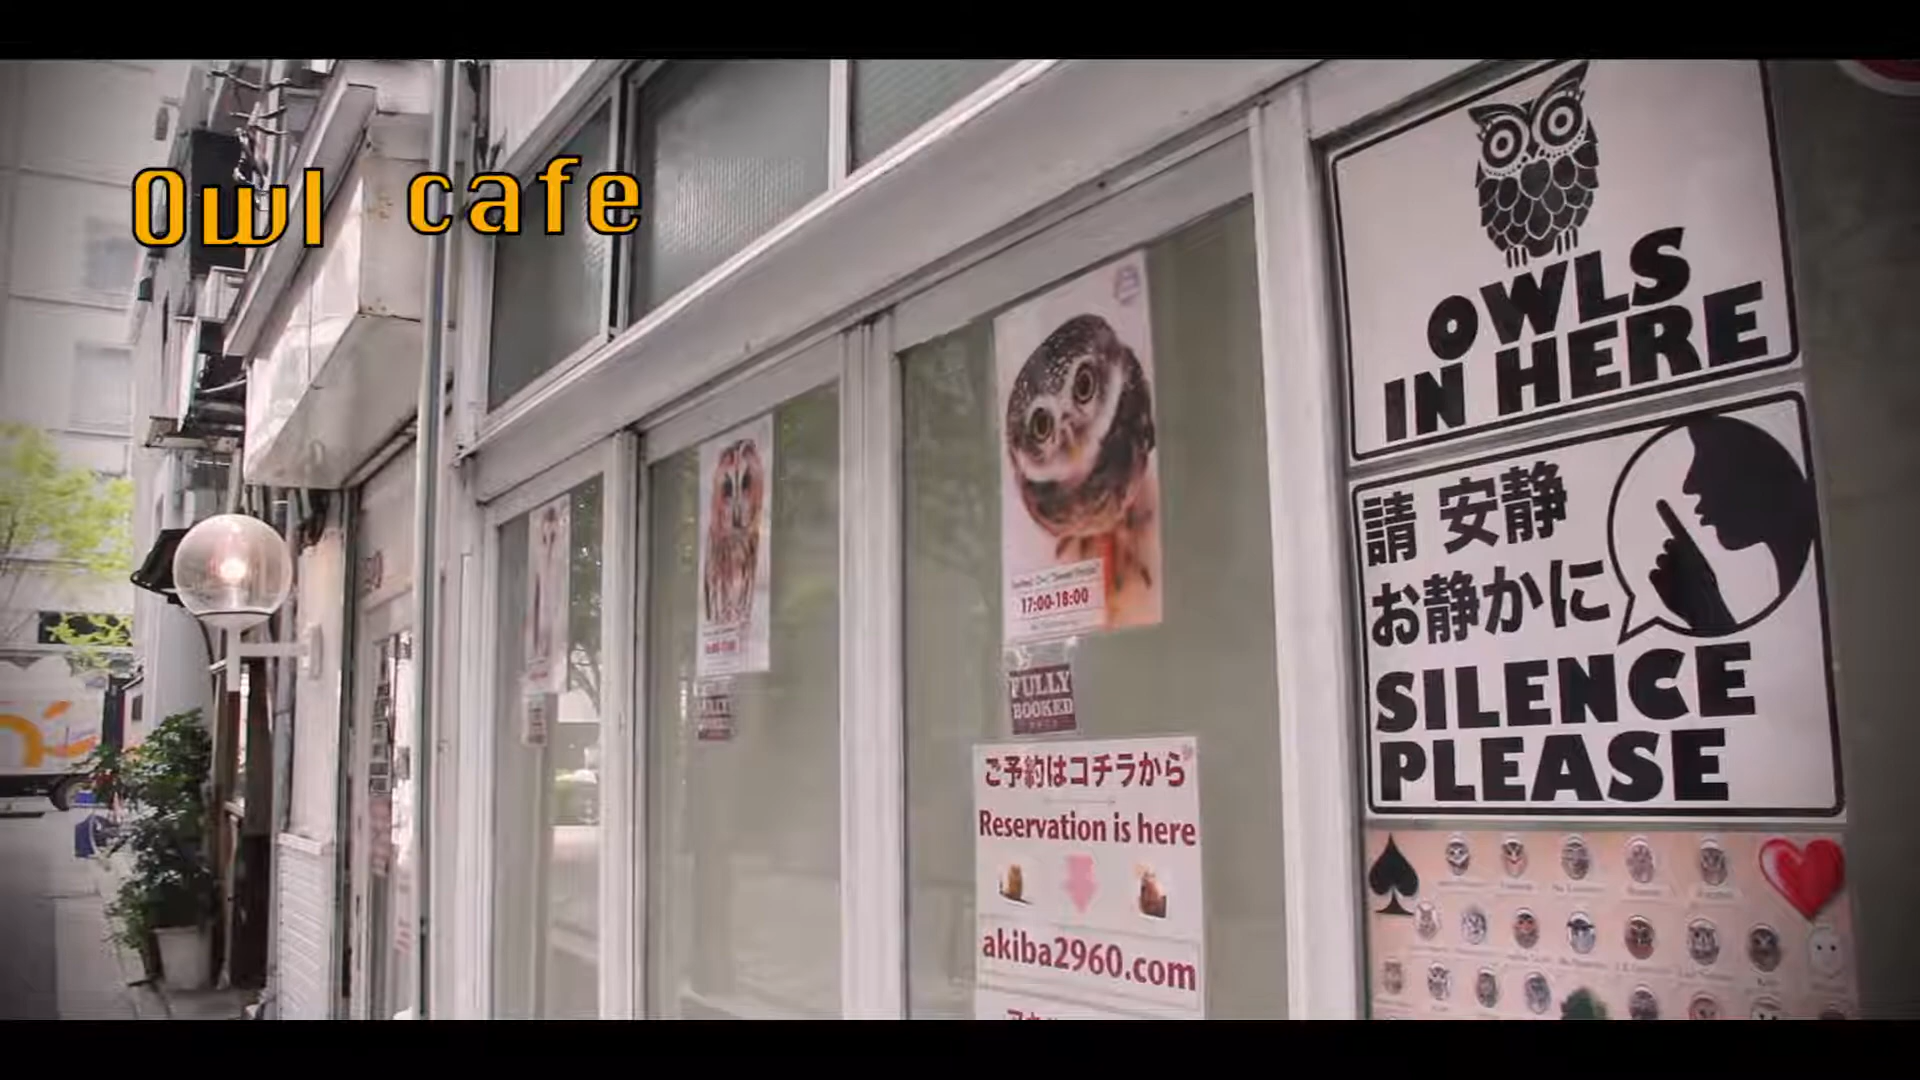 Owl cafe
OWLS
IN HERE
請 安静
お静かに
SILENCE
PLEASE
17:00-18:00
FULLY
BOOKED
ご予約はコチラから
Reservation is here
akiba2960.com